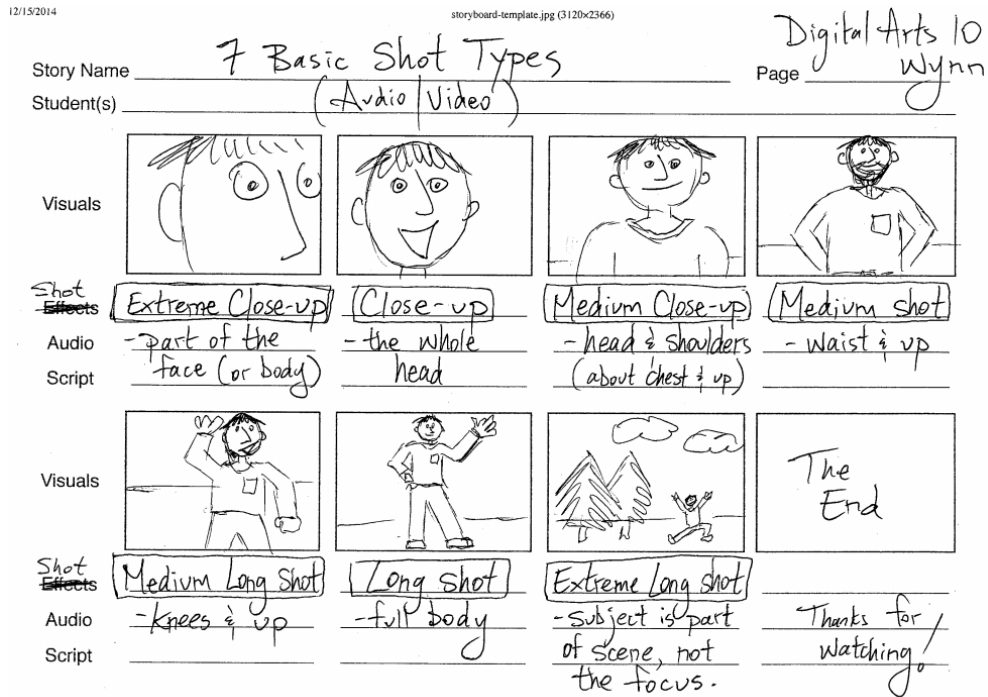 12/15/2014
storyboard-template.jpg (3120×2366)
Digital Arts 10
Story Name 7 Basic Shot Types
Page Wynn
Student(s) (Audio | Video)
Visuals
Shot
Effects
Extreme Close-up
Close-up
Medium Close-up
Medium shot
Audio
- part of the
- the whole
- head & shoulders
- waist & up
Script
face (or body)
head
(about chest & up)
Visuals
The
End
Shot
Effects
Medium Long Shot
Long Shot
Extreme Long shot
Audio
- knees & up
- full body
- subject is part
Thanks for
Script
of scene, not
watching!
the focus.